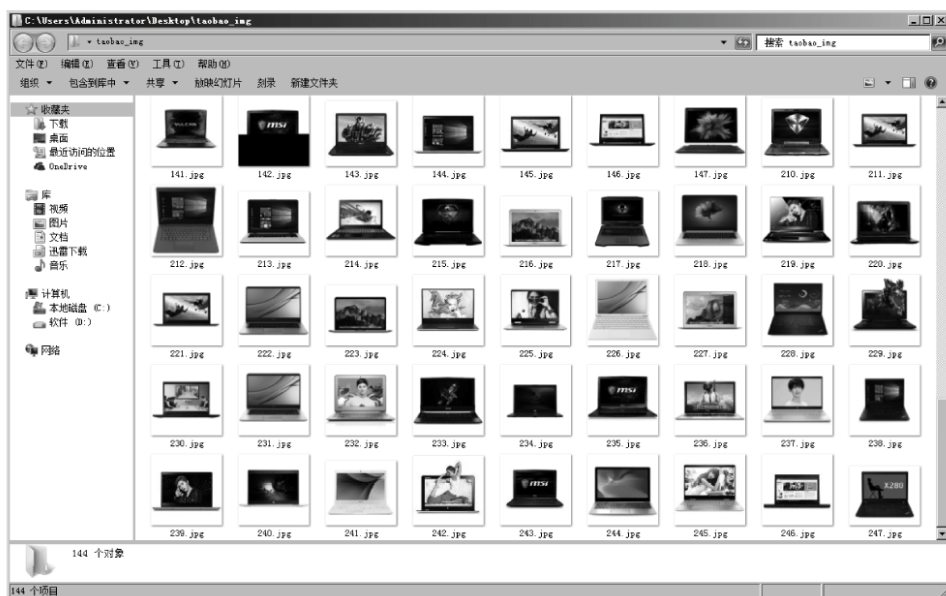 C:\Users\Administrator\Desktop\taobao_img
taobao_img
搜索 taobao_img
文件(F) 编辑(E) 查看(V) 工具(T) 帮助(H)
组织 包含到库中 共享 放映幻灯片 刻录 新建文件夹
收藏夹
下载
桌面
最近访问的位置
OneDrive
库
视频
图片
文档
迅雷下载
音乐
计算机
本地磁盘 (C:)
软件 (D:)
网络
msi
141.jpg 142.jpg 143.jpg 144.jpg 145.jpg 146.jpg 147.jpg 210.jpg 211.jpg
212.jpg 213.jpg 214.jpg 215.jpg 216.jpg 217.jpg 218.jpg 219.jpg 220.jpg
221.jpg 222.jpg 223.jpg 224.jpg 225.jpg 226.jpg 227.jpg 228.jpg 229.jpg
msi
230.jpg 231.jpg 232.jpg 233.jpg 234.jpg 235.jpg 236.jpg 237.jpg 238.jpg
msi X280
239.jpg 240.jpg 241.jpg 242.jpg 243.jpg 244.jpg 245.jpg 246.jpg 247.jpg
144 个对象
144 个项目